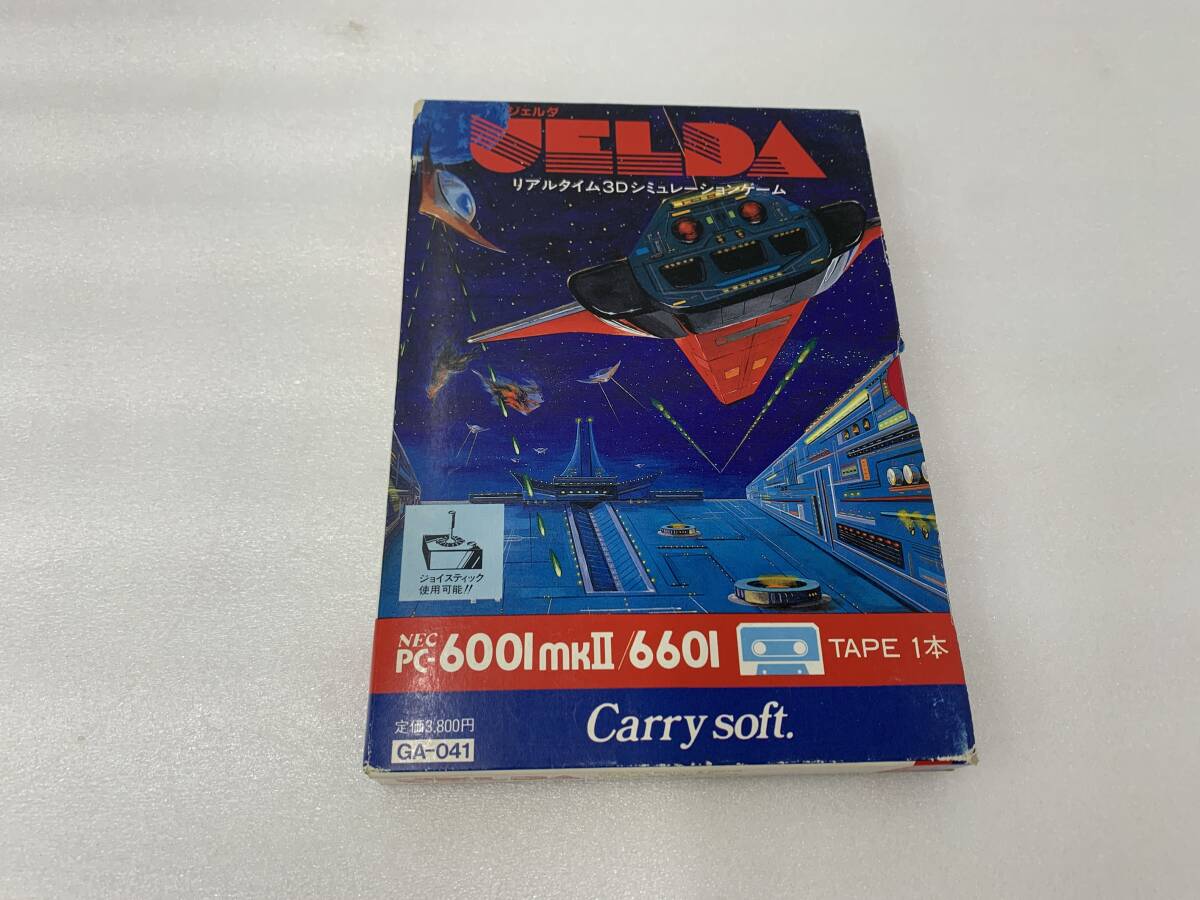 ジェルダ
JELDA
リアルタイム3Dシミュレーションゲーム
ジョイスティック
使用可能!!
NEC
PC-6001mkII/6601
TAPE 1本
定価3,800円
Carry soft.
GA-041
JELDA